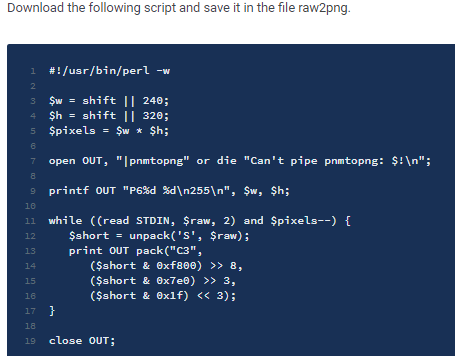 Download the following script and save it in the file raw2png.
1 #!/usr/bin/perl -w
2
3 $w = shift || 240;
4 $h = shift || 320;
5 $pixels = $w * $h;
6
7 open OUT, "|pnmtopng" or die "Can't pipe pnmtopng: $!\n";
8
9 printf OUT "P6%d %d\n255\n", $w, $h;
10
11 while ((read STDIN, $raw, 2) and $pixels--) {
12    $short = unpack('S', $raw);
13    print OUT pack("C3",
14       ($short & 0xf800) >> 8,
15       ($short & 0x7e0) >> 3,
16       ($short & 0x1f) << 3);
17 }
18
19 close OUT;